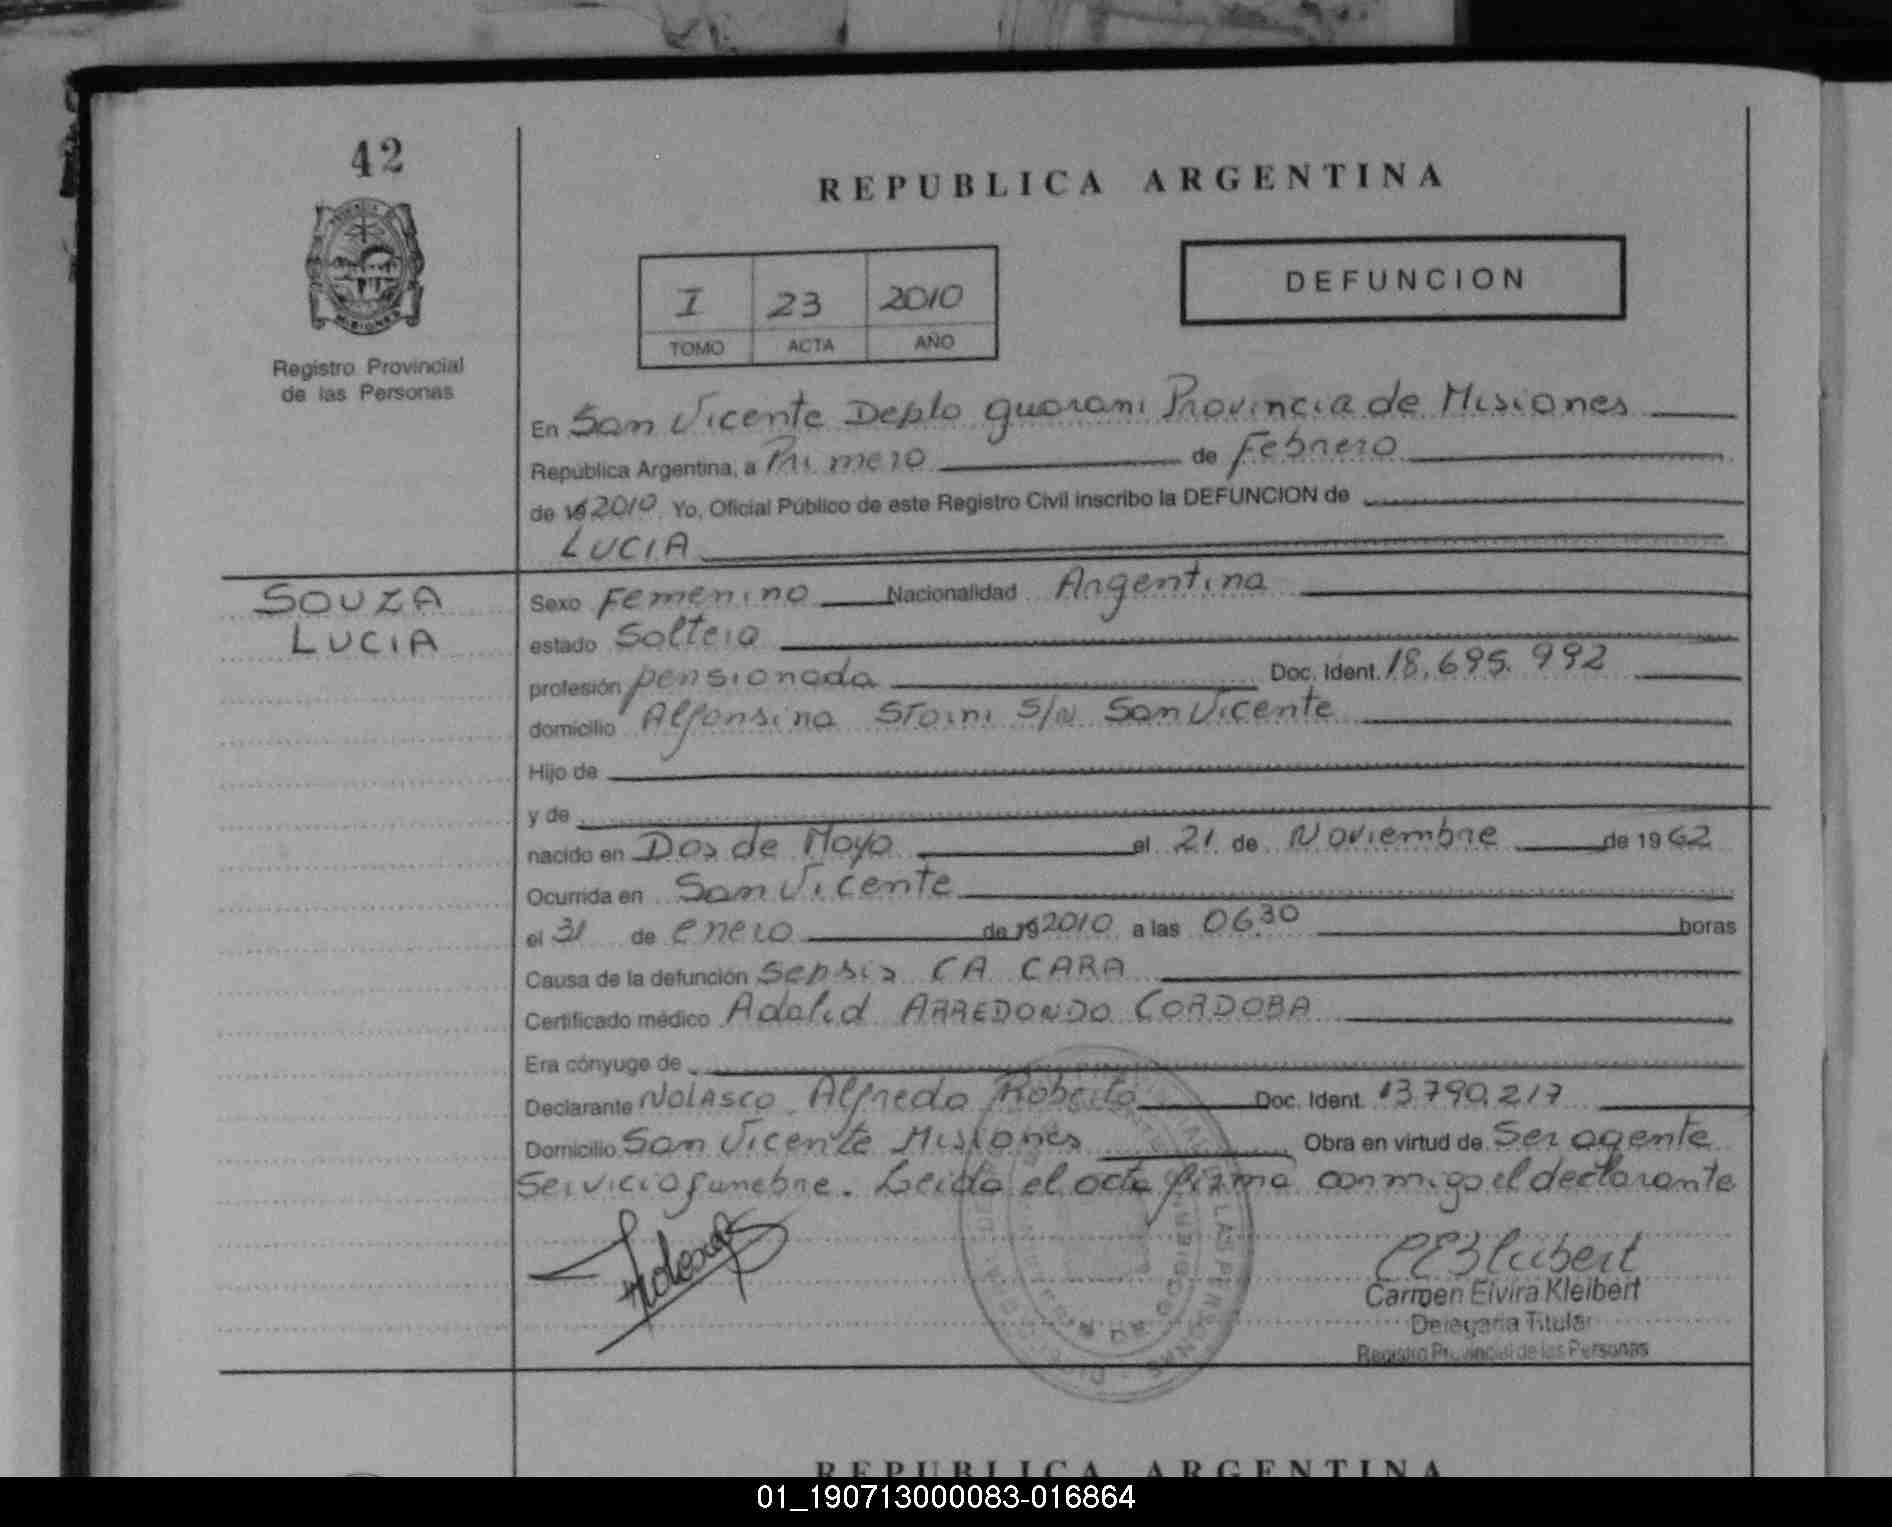 42
REPUBLICA ARGENTINA
DEFUNCION
I 23 2010
TOMO ACTA AÑO
Registro Provincial
de las Personas
En San Vicente Depto guarani Provincia de Misiones
República Argentina, a Primero de Febrero
de 19 2010 Yo, Oficial Público de este Registro Civil inscribo la DEFUNCION de
LUCIA
SOUZA
LUCIA
Sexo Femenino Nacionalidad Argentina
estado Soltera
profesión pensionada Doc. Ident. 18.695.992
domicilio Alfonsina Storni S/N San Vicente
Hijo de
y de
nacido en Dos de Mayo el 21 de Noviembre de 1962
Ocurrida en San Vicente
el 31 de enero de 19 2010 a las 06.30 horas
Causa de la defunción Sepsis CA CARA
Certificado médico Adalid ARREDONDO CORDOBA
Era cónyuge de
Declarante NOLASCO Alfredo Roberto Doc. Ident. 13.790.217
Domicilio San Vicente Misiones Obra en virtud de Ser agente
Servicio funebre. Leida el acta firma conmigo el declarante
Carmen Elvira Kleibert
Delegada Titular
Registro Provincial de las Personas
REPUBLICA ARGENTINA
01_190713000083-016864